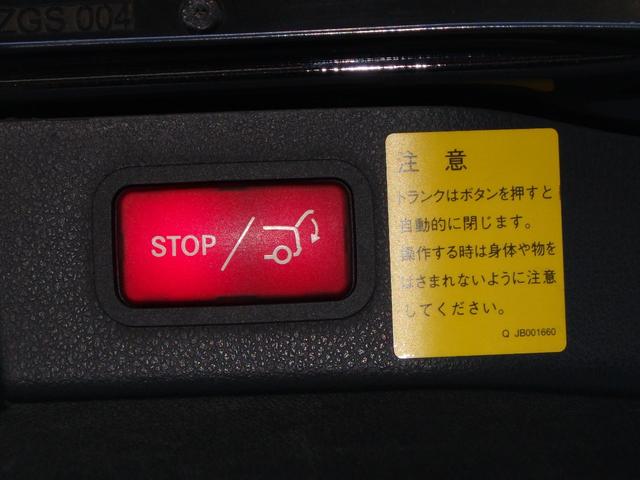 ZGS 004
STOP
注 意
トランクはボタンを押すと
自動的に閉じます。
操作する時は身体や物を
はさまれないように注意
してください。
Q JB001660